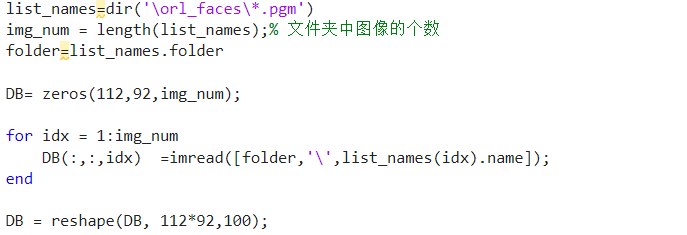 list_names=dir('\orl_faces\*.pgm')
img_num = length(list_names);% 文件夹中图像的个数
folder=list_names.folder
DB= zeros(112,92,img_num);
for idx = 1:img_num
    DB(:,:,idx)  =imread([folder,'\',list_names(idx).name]);
end
DB = reshape(DB, 112*92,100);